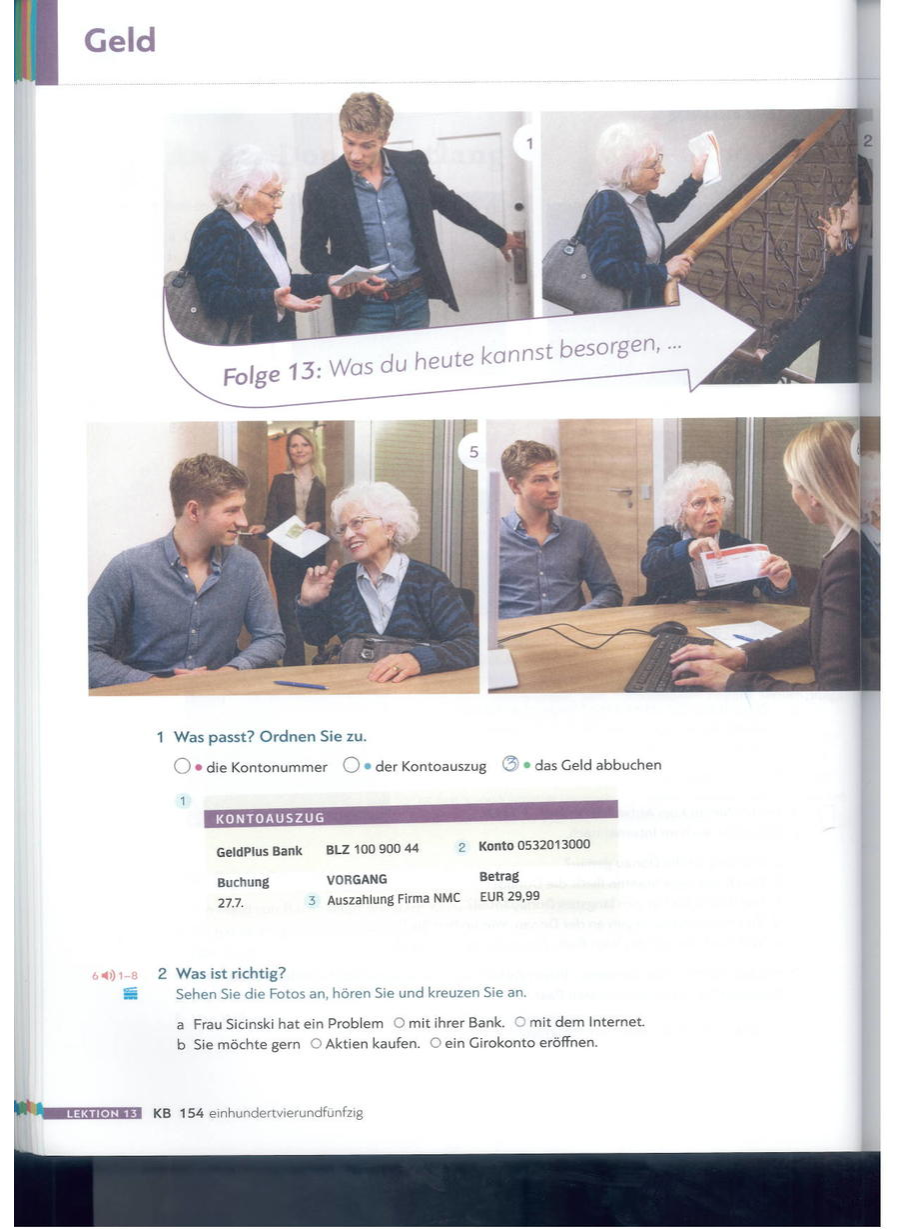 Geld
1
2
Folge 13: Was du heute kannst besorgen, ...
5
1 Was passt? Ordnen Sie zu.
die Kontonummer der Kontoauszug 3 das Geld abbuchen
1
KONTOAUSZUG
GeldPlus Bank BLZ 100 900 44 2 Konto 0532013000
Buchung VORGANG Betrag
27.7. 3 Auszahlung Firma NMC EUR 29,99
6 1–8 2 Was ist richtig?
Sehen Sie die Fotos an, hören Sie und kreuzen Sie an.
a Frau Sicinski hat ein Problem ○ mit ihrer Bank. ○ mit dem Internet.
b Sie möchte gern ○ Aktien kaufen. ○ ein Girokonto eröffnen.
LEKTION 13 KB 154 einhundertvierundfünfzig